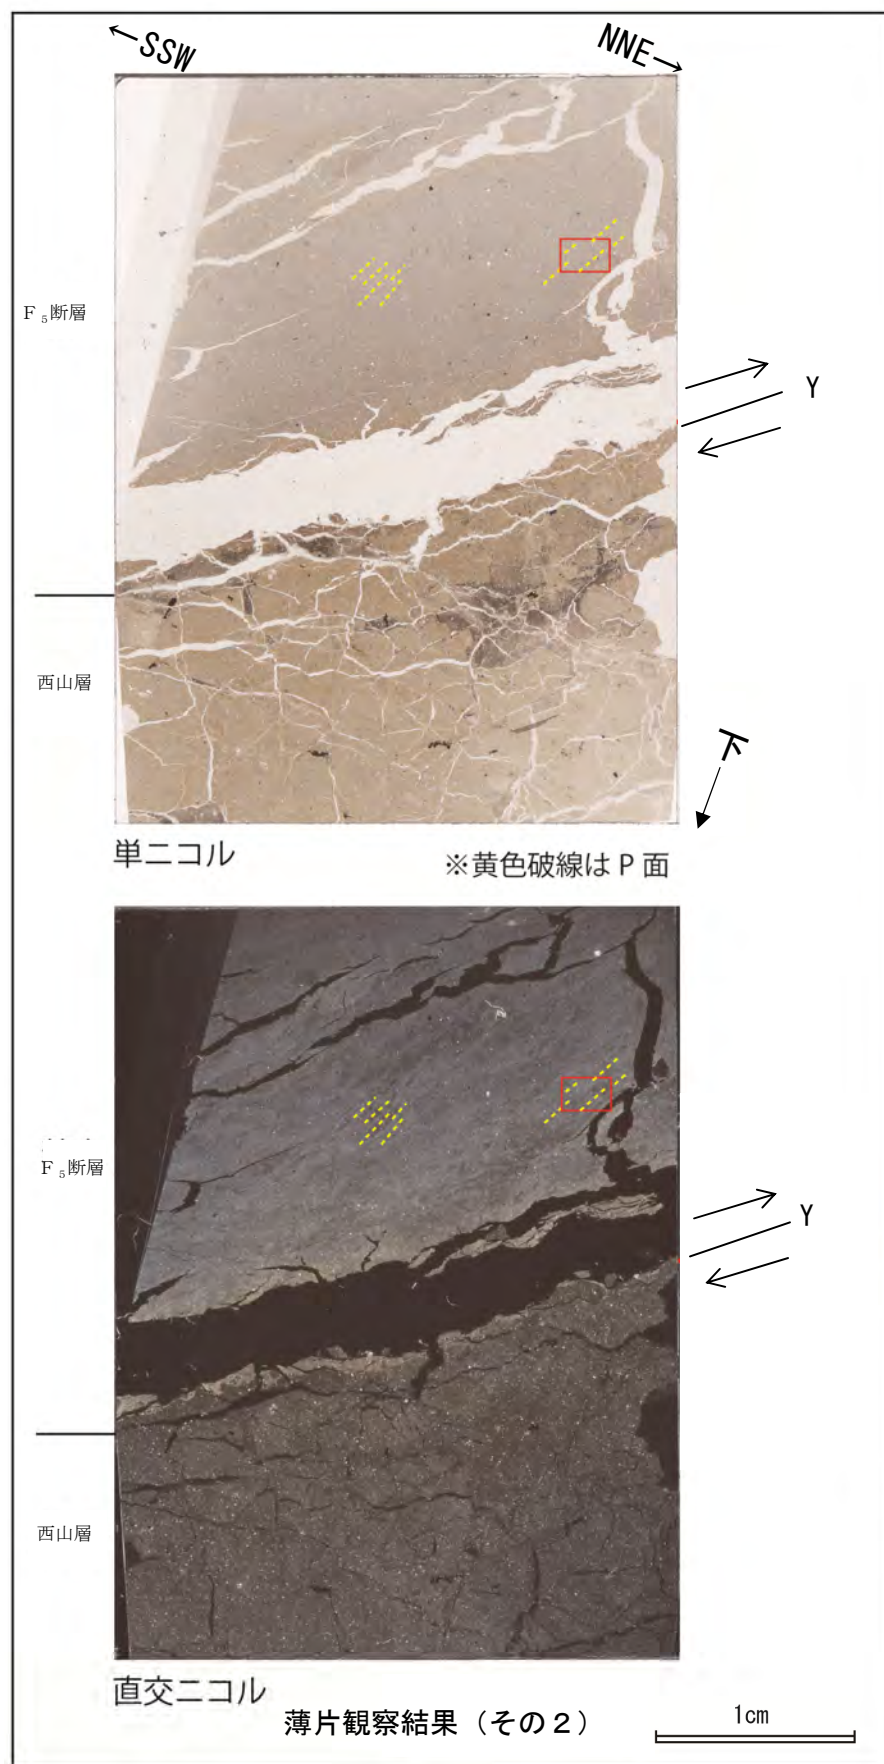 ←SSW
NNE→
F5断層
Y
西山層
下
単ニコル
※黄色破線は P 面
F5断層
Y
西山層
直交ニコル
薄片観察結果（その２）
1cm